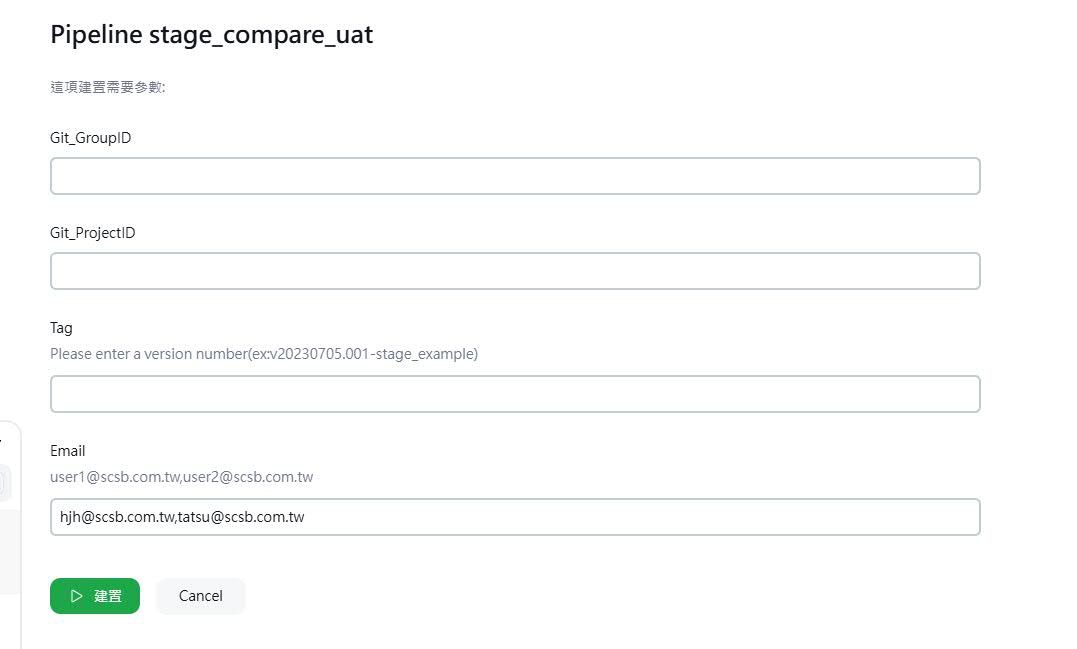 Pipeline stage_compare_uat
這項建置需要參數:
Git_GroupID
Git_ProjectID
Tag
Please enter a version number(ex:v20230705.001-stage_example)
Email
user1@scsb.com.tw,user2@scsb.com.tw
hjh@scsb.com.tw,tatsu@scsb.com.tw
建置 Cancel